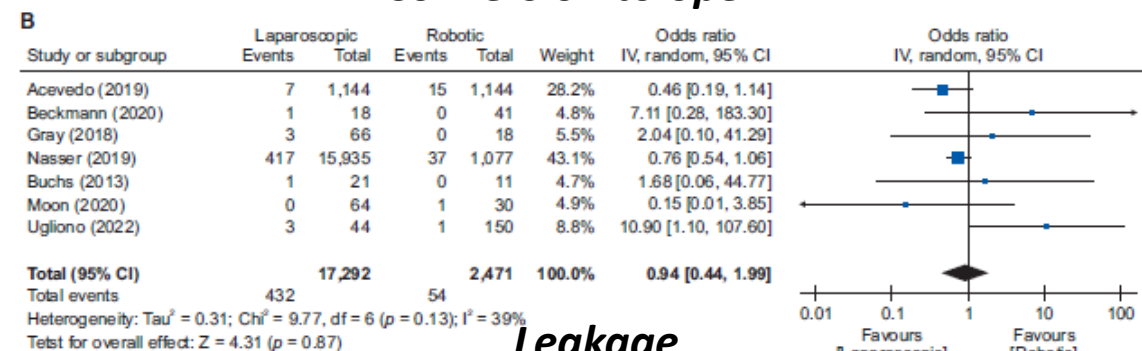 B
Laparoscopic Robotic Odds ratio Odds ratio
Study or subgroup Events Total Events Total Weight IV, random, 95% CI IV, random, 95% CI
Acevedo (2019) 7 1,144 15 1,144 28.2% 0.46 [0.19, 1.14]
Beckmann (2020) 1 18 0 41 4.8% 7.11 [0.28, 183.30]
Gray (2018) 3 66 0 18 5.5% 2.04 [0.10, 41.29]
Nasser (2019) 417 15,935 37 1,077 43.1% 0.76 [0.54, 1.06]
Buchs (2013) 1 21 0 11 4.7% 1.68 [0.06, 44.77]
Moon (2020) 0 64 1 30 4.9% 0.15 [0.01, 3.85]
Ugliono (2022) 3 44 1 150 8.8% 10.90 [1.10, 107.60]
Total (95% CI) 17,292 2,471 100.0% 0.94 [0.44, 1.99]
Total events 432 54
Heterogeneity: Tau² = 0.31; Chi² = 9.77, df = 6 (p = 0.13); I² = 39%
Tetst for overall effect: Z = 4.31 (p = 0.87)
0.01 0.1 1 10 100
Favours Favours
Leakage